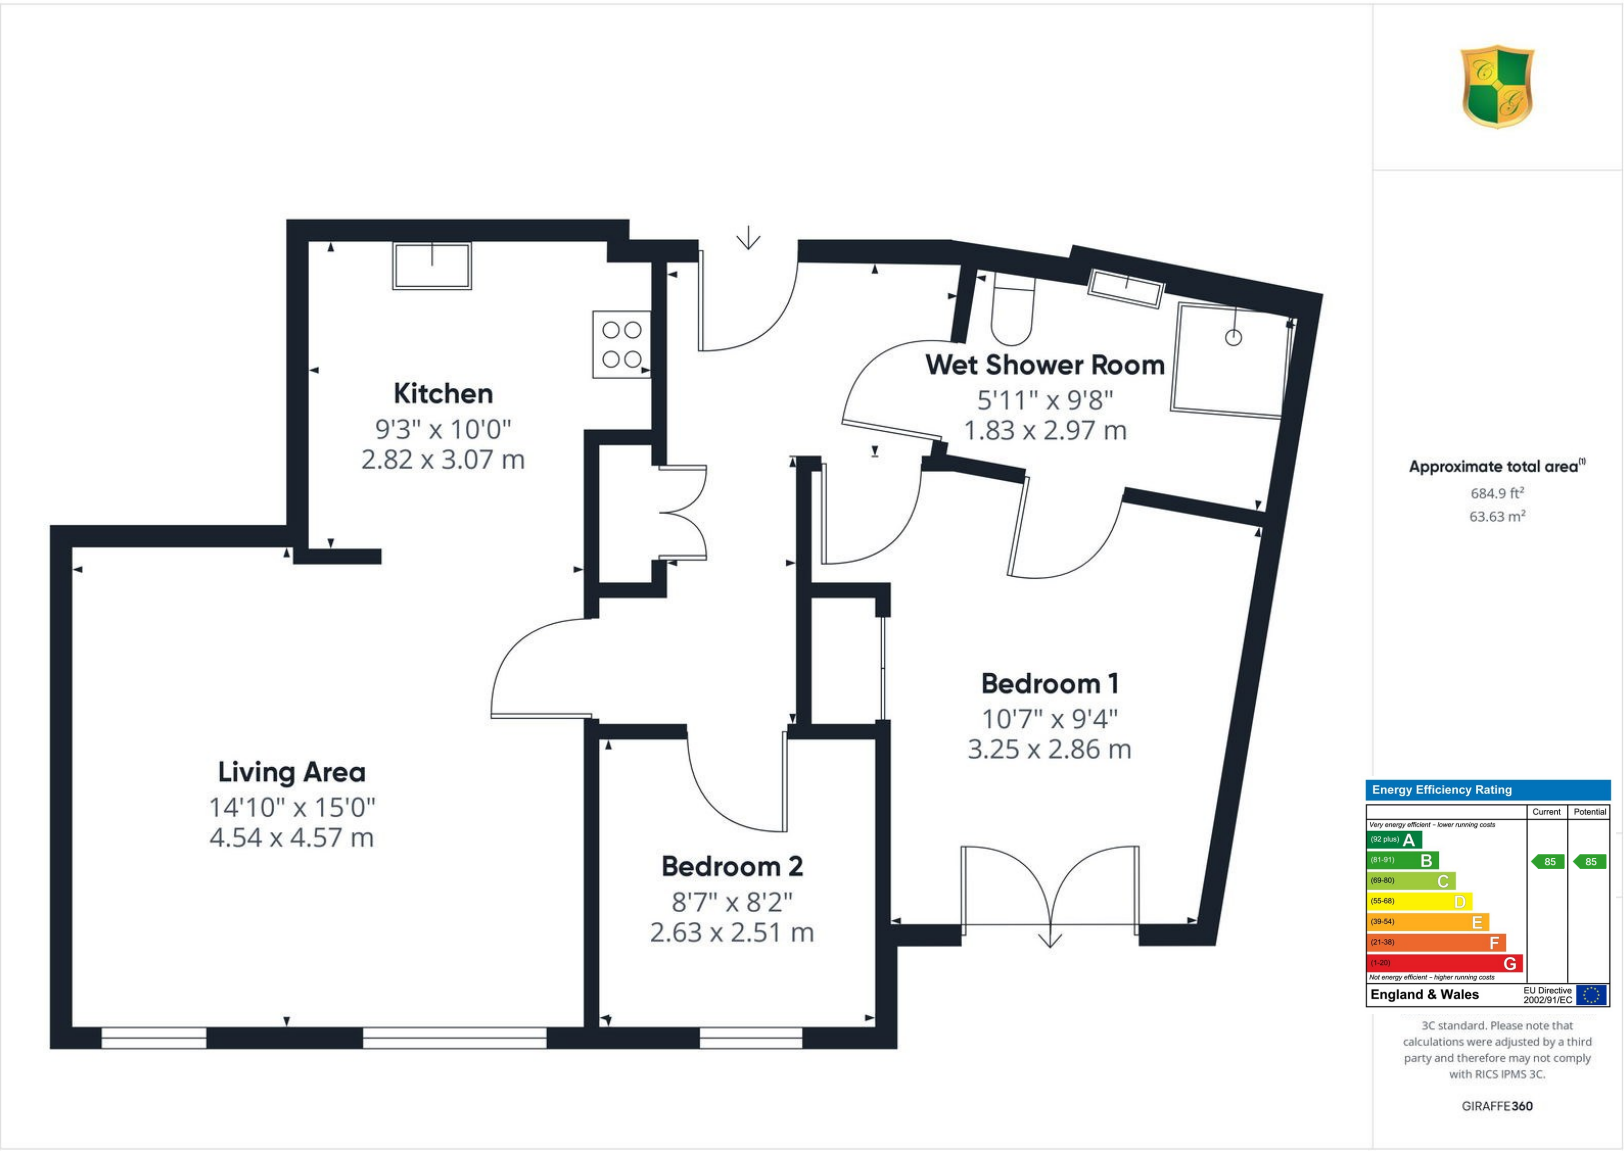 Kitchen
9'3" x 10'0"
2.82 x 3.07 m
Wet Shower Room
5'11" x 9'8"
1.83 x 2.97 m
Living Area
14'10" x 15'0"
4.54 x 4.57 m
Bedroom 1
10'7" x 9'4"
3.25 x 2.86 m
Bedroom 2
8'7" x 8'2"
2.63 x 2.51 m
C
G
Approximate total area(1)
684.9 ft²
63.63 m²
Energy Efficiency Rating
Current Potential
Very energy efficient – lower running costs
(92 plus) A
(81-91) B 85 85
(69-80) C
(55-68) D
(39-54) E
(21-38) F
(1-20) G
Not energy efficient – higher running costs
England & Wales
EU Directive
2002/91/EC
3C standard. Please note that
calculations were adjusted by a third
party and therefore may not comply
with RICS IPMS 3C.
GIRAFFE360